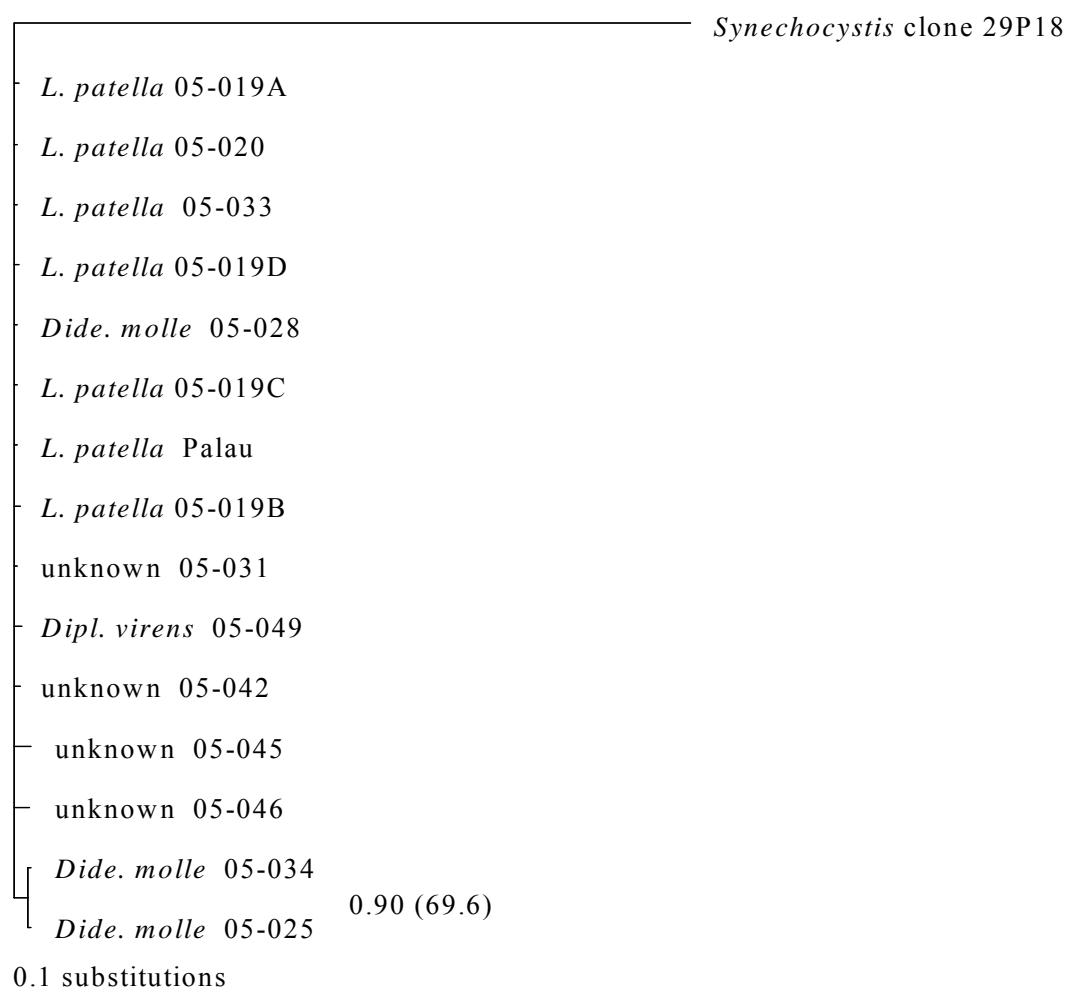 Synechocystis clone 29P18
L. patella 05-019A
L. patella 05-020
L. patella 05-033
L. patella 05-019D
Dide. molle 05-028
L. patella 05-019C
L. patella Palau
L. patella 05-019B
unknown 05-031
Dipl. virens 05-049
unknown 05-042
unknown 05-045
unknown 05-046
Dide. molle 05-034
0.90 (69.6)
Dide. molle 05-025
0.1 substitutions